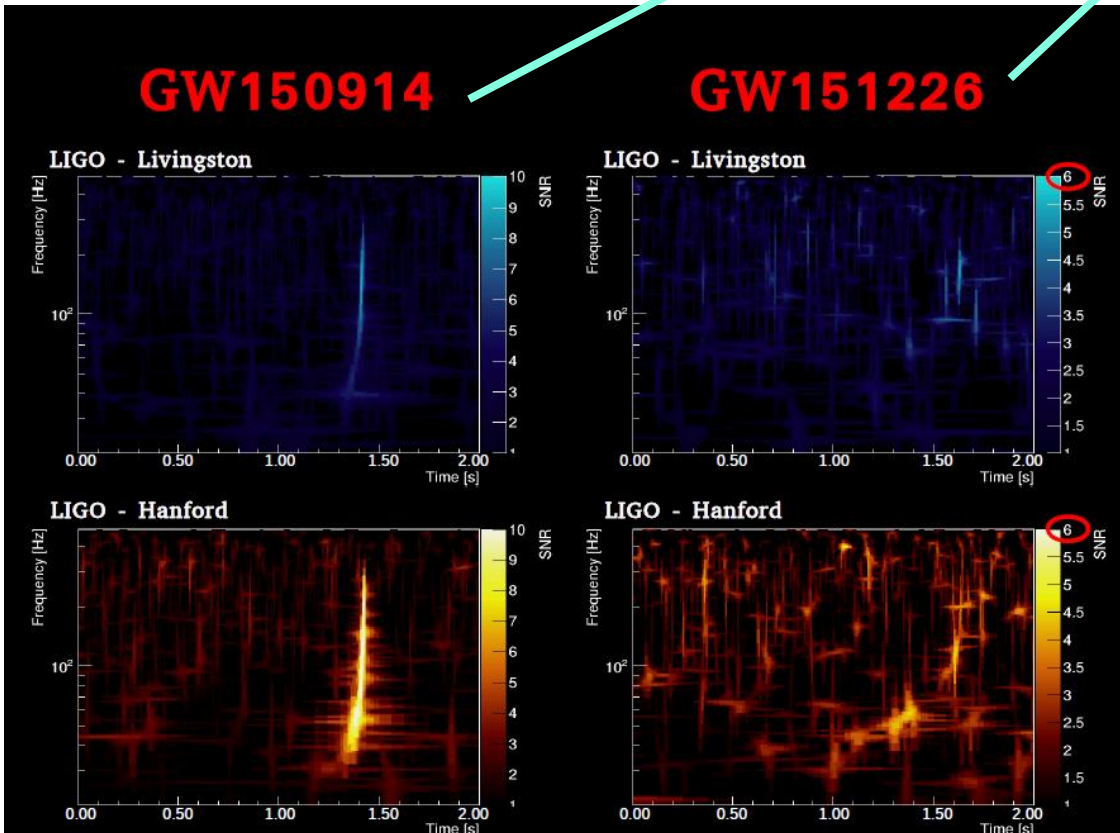 GW150914
GW151226
LIGO - Livingston
Frequency [Hz]
10²
0.00 0.50 1.00 1.50 2.00
Time [s]
10
9
8
7
6
5
4
3
2
1
SNR
LIGO - Livingston
Frequency [Hz]
10²
0.00 0.50 1.00 1.50 2.00
Time [s]
6
5.5
5
4.5
4
3.5
3
2.5
2
1.5
1
SNR
LIGO - Hanford
Frequency [Hz]
10²
0.00 0.50 1.00 1.50 2.00
Time [s]
10
9
8
7
6
5
4
3
2
1
SNR
LIGO - Hanford
Frequency [Hz]
10²
0.00 0.50 1.00 1.50 2.00
Time [s]
6
5.5
5
4.5
4
3.5
3
2.5
2
1.5
1
SNR